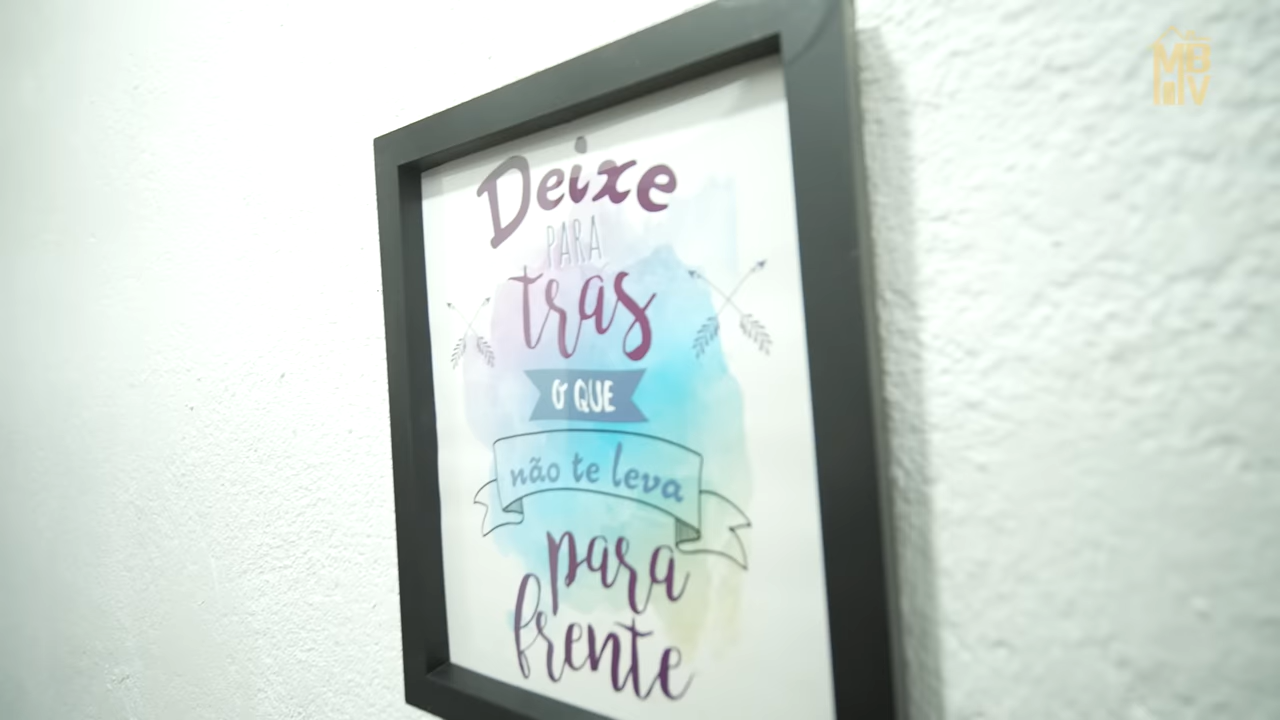 Deixe
PARA
tras
O QUE
não te leva
para
frente